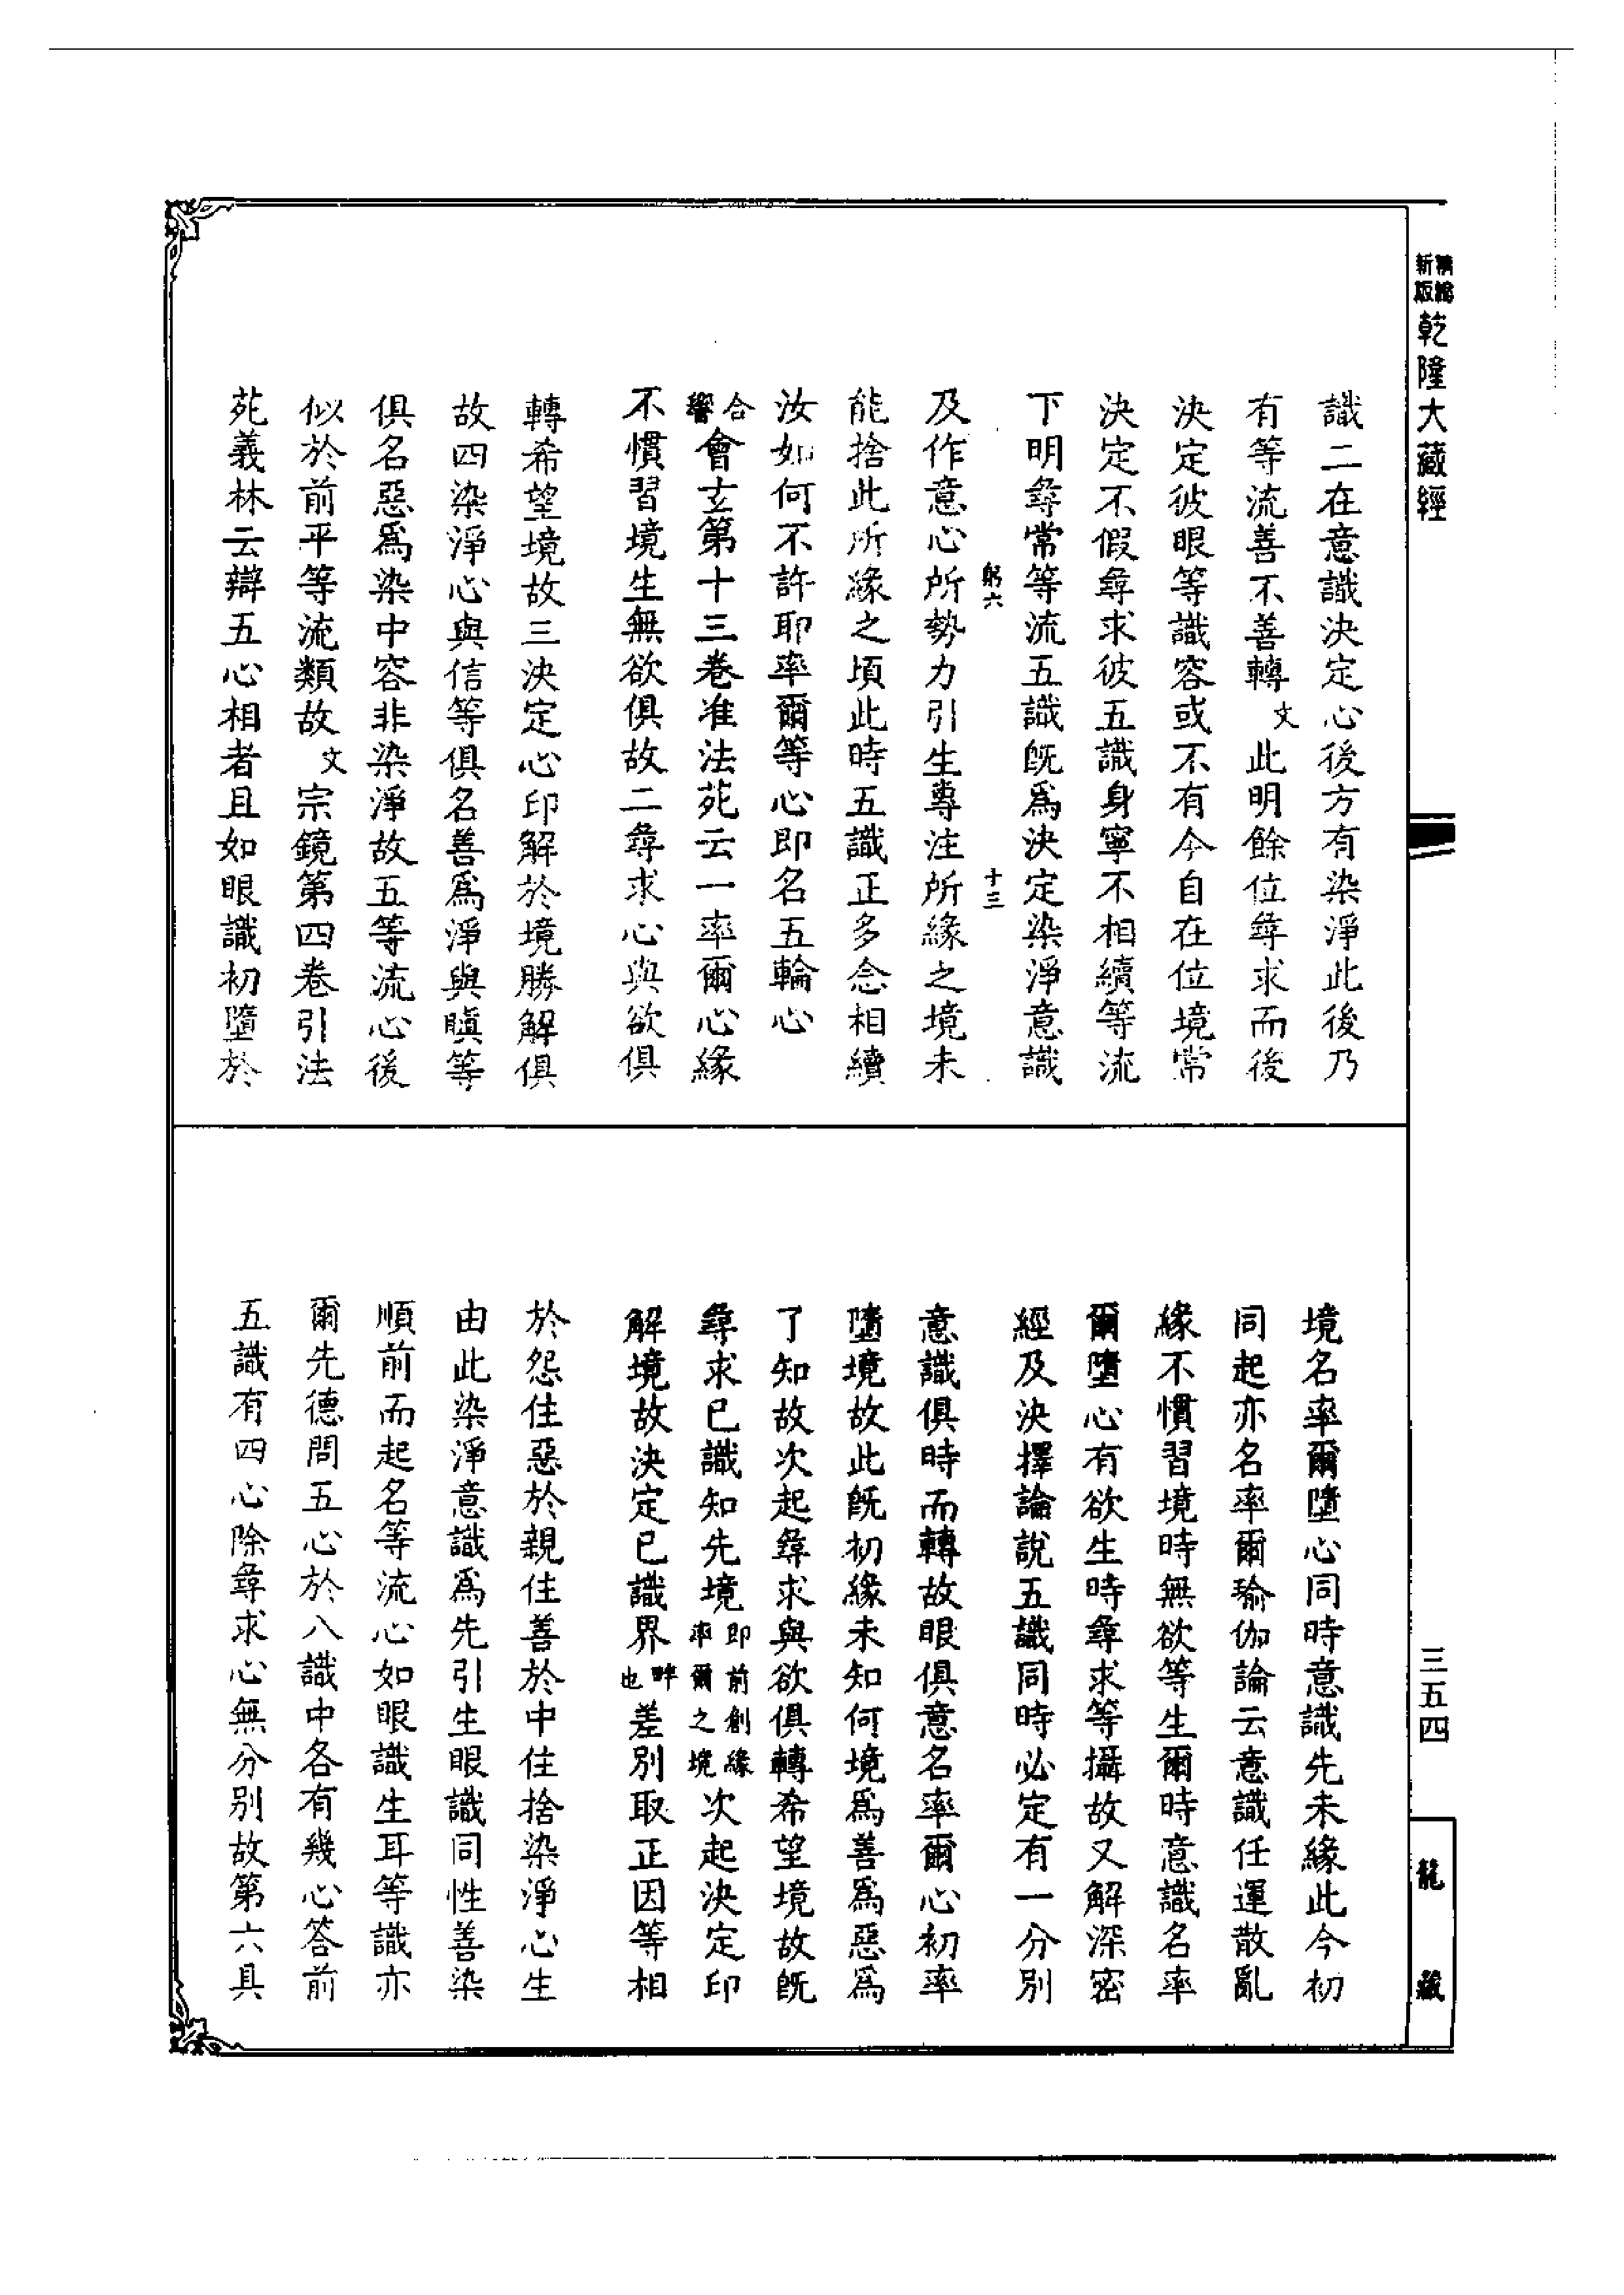 新版精縮乾隆大藏經
識二在意識決定心後方有染淨此後乃
有等流善不善轉文此明餘位尋求而後
決定彼眼等識容或不有今自在位境常
決定不假尋求彼五識身寧不相續等流
下明尋常等流五識旣爲決定染淨意識
躬六
十三
及作意心所勢力引生專注所緣之境未
能捨此所緣之頃此時五識正多念相續
汝如何不許耶率爾等心即名五輪心
合響會玄第十三卷准法苑云一率爾心緣
不慣習境生無欲俱故二尋求心與欲俱
轉希望境故三決定心印解於境勝解俱
故四染淨心與信等俱名善爲淨與瞋等
俱名惡爲染中容非染淨故五等流心後
似於前平等流類故文宗鏡第四卷引法
苑義林云辯五心相者且如眼識初墮於
三五四
龍藏
境名率爾墮心同時意識先未緣此今初
同起亦名率爾瑜伽論云意識任運散亂
緣不慣習境時無欲等生爾時意識名率
爾墮心有欲生時尋求等攝故又解深密
經及決擇論說五識同時必定有一分別
意識俱時而轉故眼俱意名率爾心初率
墮境故此旣初緣未知何境爲善爲惡爲
了知故次起尋求與欲俱轉希望境故旣
尋求已識知先境即前創緣率爾之境次起決定印
解境故決定已識界畔也差別取正因等相
於怨住惡於親住善於中住捨染淨心生
由此染淨意識爲先引生眼識同性善染
順前而起名等流心如眼識生耳等識亦
爾先德問五心於八識中各有幾心答前
五識有四心除尋求心無分別故第六具